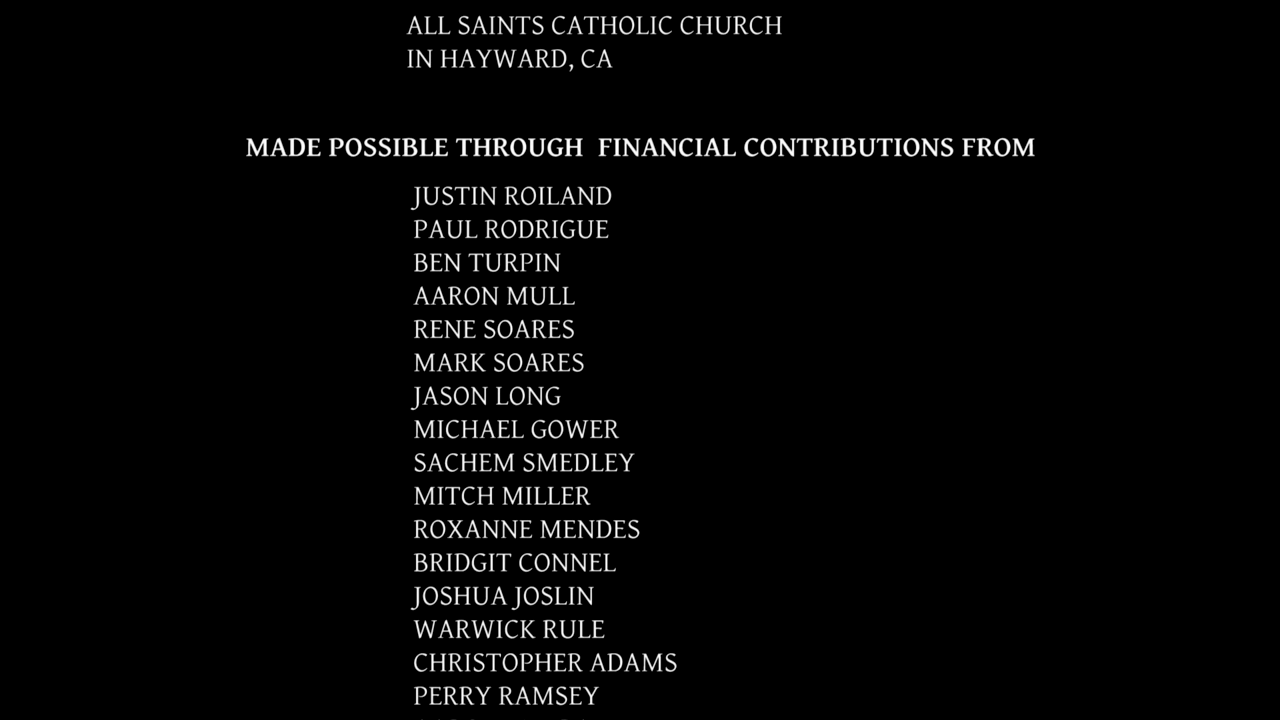 ALL SAINTS CATHOLIC CHURCH
IN HAYWARD, CA
MADE POSSIBLE THROUGH FINANCIAL CONTRIBUTIONS FROM
JUSTIN ROILAND
PAUL RODRIGUE
BEN TURPIN
AARON MULL
RENE SOARES
MARK SOARES
JASON LONG
MICHAEL GOWER
SACHEM SMEDLEY
MITCH MILLER
ROXANNE MENDES
BRIDGIT CONNEL
JOSHUA JOSLIN
WARWICK RULE
CHRISTOPHER ADAMS
PERRY RAMSEY